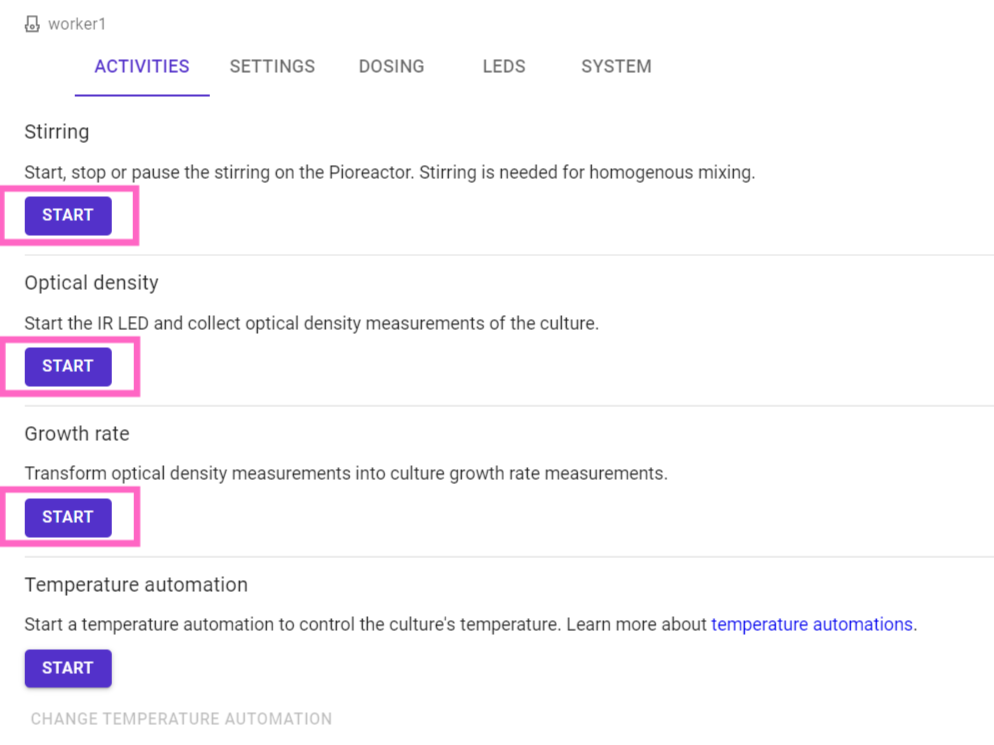 worker1
ACTIVITIES SETTINGS DOSING LEDS SYSTEM
Stirring
Start, stop or pause the stirring on the Pioreactor. Stirring is needed for homogenous mixing.
START
Optical density
Start the IR LED and collect optical density measurements of the culture.
START
Growth rate
Transform optical density measurements into culture growth rate measurements.
START
Temperature automation
Start a temperature automation to control the culture's temperature. Learn more about temperature automations.
START
CHANGE TEMPERATURE AUTOMATION